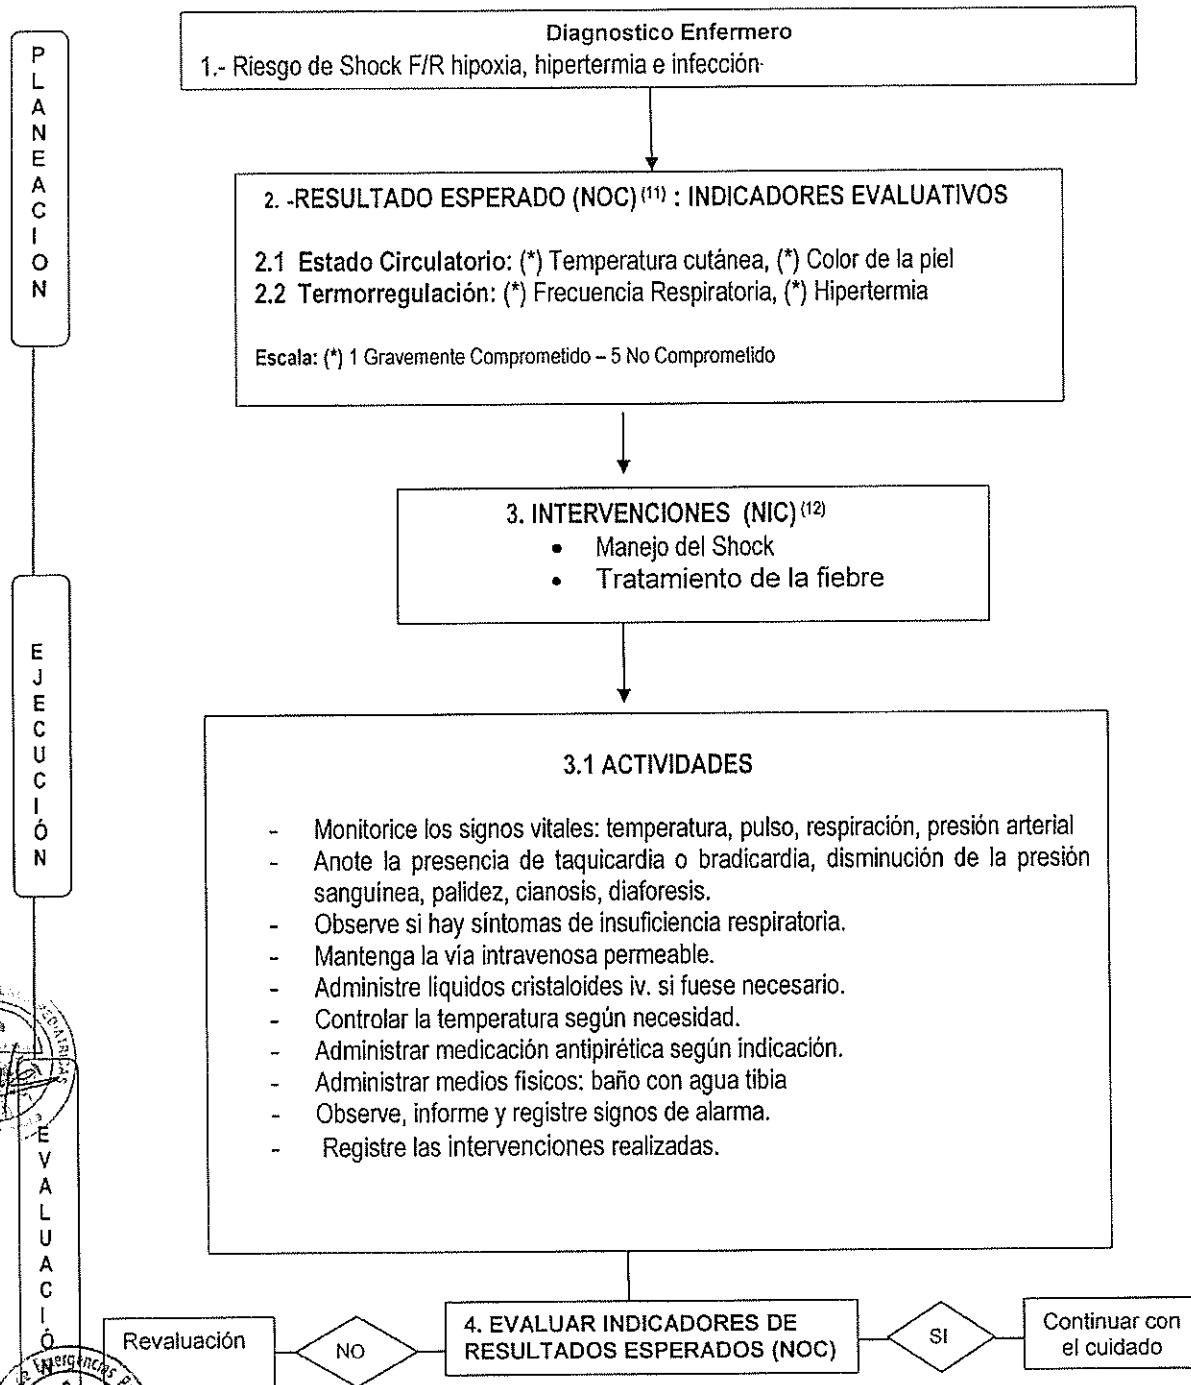 Diagnostico Enfermero
1.- Riesgo de Shock F/R hipoxia, hipertermia e infección
PLANEACION
2. -RESULTADO ESPERADO (NOC) (11) : INDICADORES EVALUATIVOS
2.1 Estado Circulatorio: (*) Temperatura cutánea, (*) Color de la piel
2.2 Termorregulación: (*) Frecuencia Respiratoria, (*) Hipertermia
Escala: (*) 1 Gravemente Comprometido – 5 No Comprometido
3. INTERVENCIONES (NIC) (12)
• Manejo del Shock
• Tratamiento de la fiebre
EJECUCIÓN
3.1 ACTIVIDADES
- Monitorice los signos vitales: temperatura, pulso, respiración, presión arterial
- Anote la presencia de taquicardia o bradicardia, disminución de la presión
sanguínea, palidez, cianosis, diaforesis.
- Observe si hay síntomas de insuficiencia respiratoria.
- Mantenga la vía intravenosa permeable.
- Administre líquidos cristaloides iv. si fuese necesario.
- Controlar la temperatura según necesidad.
- Administrar medicación antipirética según indicación.
- Administrar medios fisicos: baño con agua tibia
- Observe, informe y registre signos de alarma.
- Registre las intervenciones realizadas.
EVALUACIÓN
Revaluación
NO
4. EVALUAR INDICADORES DE
RESULTADOS ESPERADOS (NOC)
SI
Continuar con
el cuidado
Emergencias